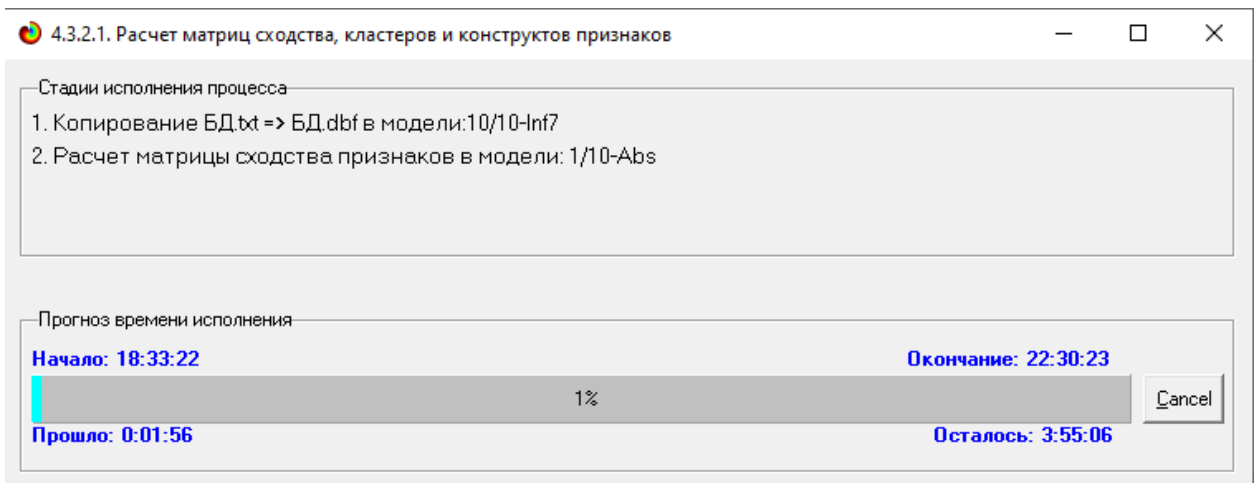 4.3.2.1. Расчет матриц сходства, кластеров и конструктов признаков
Стадии исполнения процесса
1. Копирование БД.txt => БД.dbf в модели:10/10-Inf7
2. Расчет матрицы сходства признаков в модели: 1/10-Abs
Прогноз времени исполнения
Начало: 18:33:22 Окончание: 22:30:23
1% Cancel
Прошло: 0:01:56 Осталось: 3:55:06